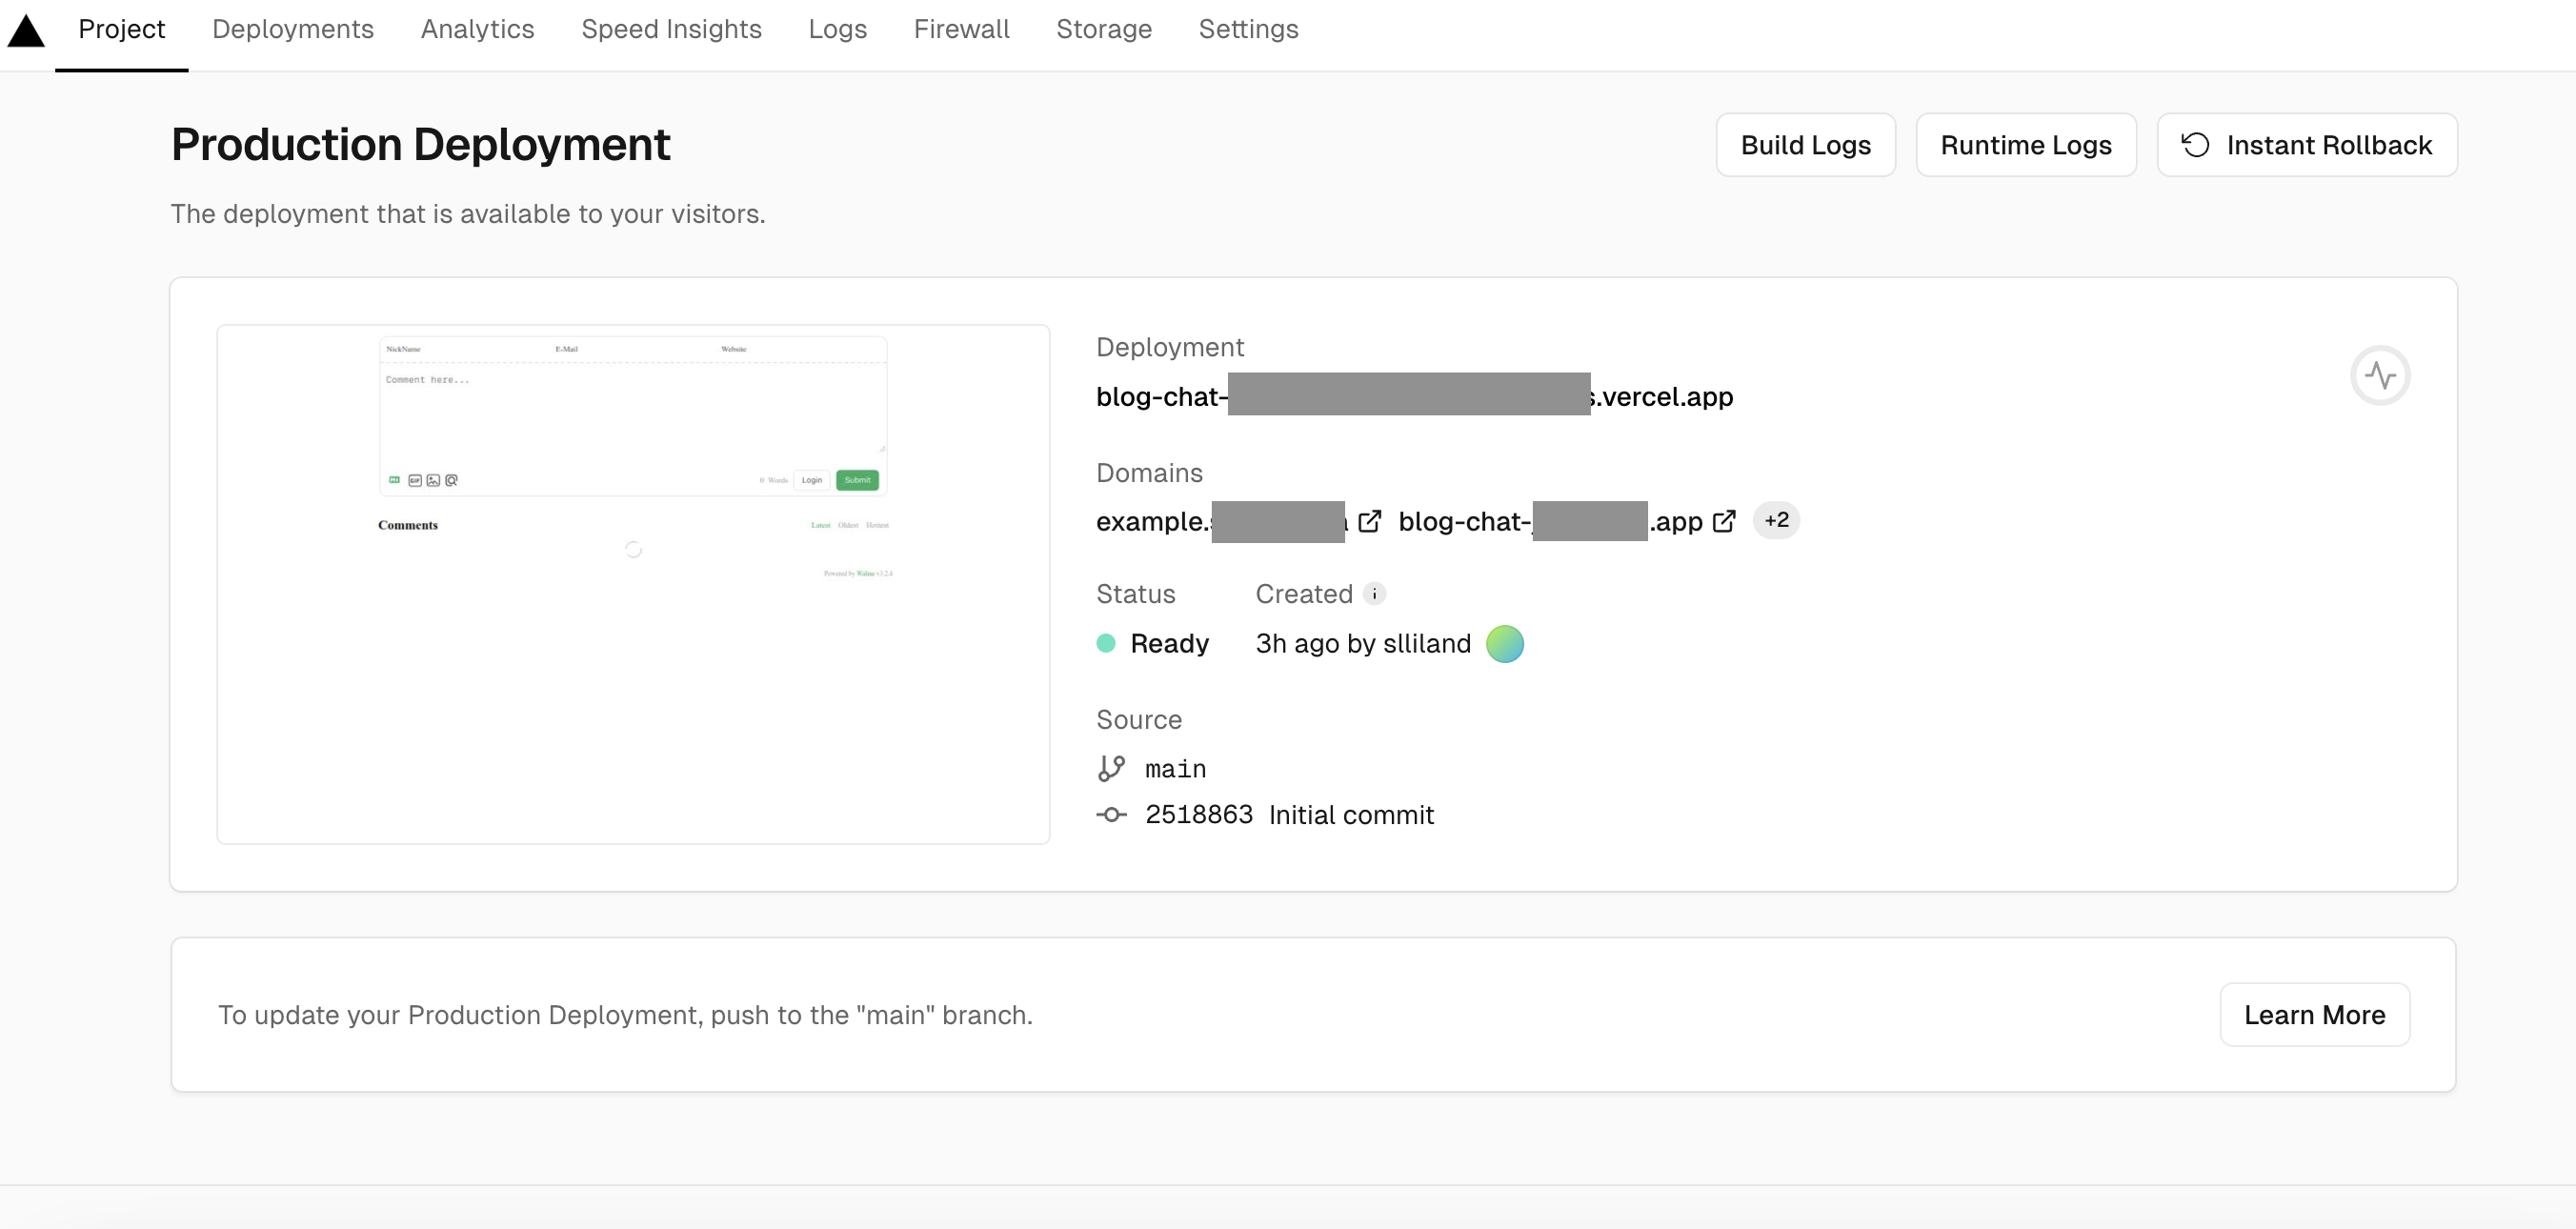 Project Deployments Analytics Speed Insights Logs Firewall Storage Settings
Production Deployment
Build Logs Runtime Logs Instant Rollback
The deployment that is available to your visitors.
NickName E-Mail Website
Comment here...
GIF
0 Words Login Submit
Comments
Latest Oldest Hottest
Powered by Waline v3.2.4
Deployment
blog-chat- s.vercel.app
Domains
example. blog-chat- .app +2
Status Created i
Ready 3h ago by slliland
Source
main
2518863 Initial commit
To update your Production Deployment, push to the "main" branch.
Learn More